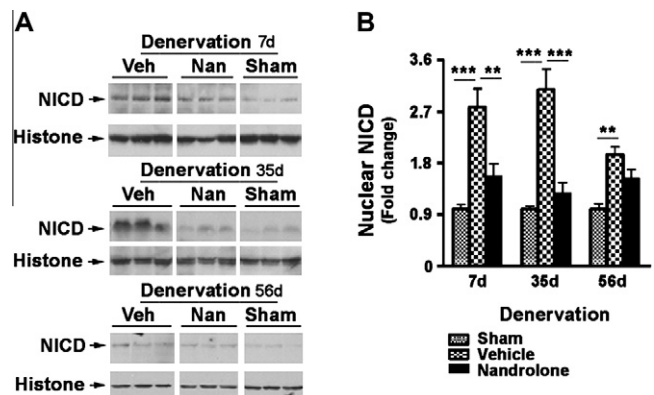 A
Denervation 7d
Veh Nan Sham
NICD
Histone
Denervation 35d
Veh Nan Sham
NICD
Histone
Denervation 56d
Veh Nan Sham
NICD
Histone
B
Nuclear NICD
(Fold change)
3.6
2.7
1.8
0.9
0
*** **
*** ***
**
7d 35d 56d
Denervation
Sham
Vehicle
Nandrolone